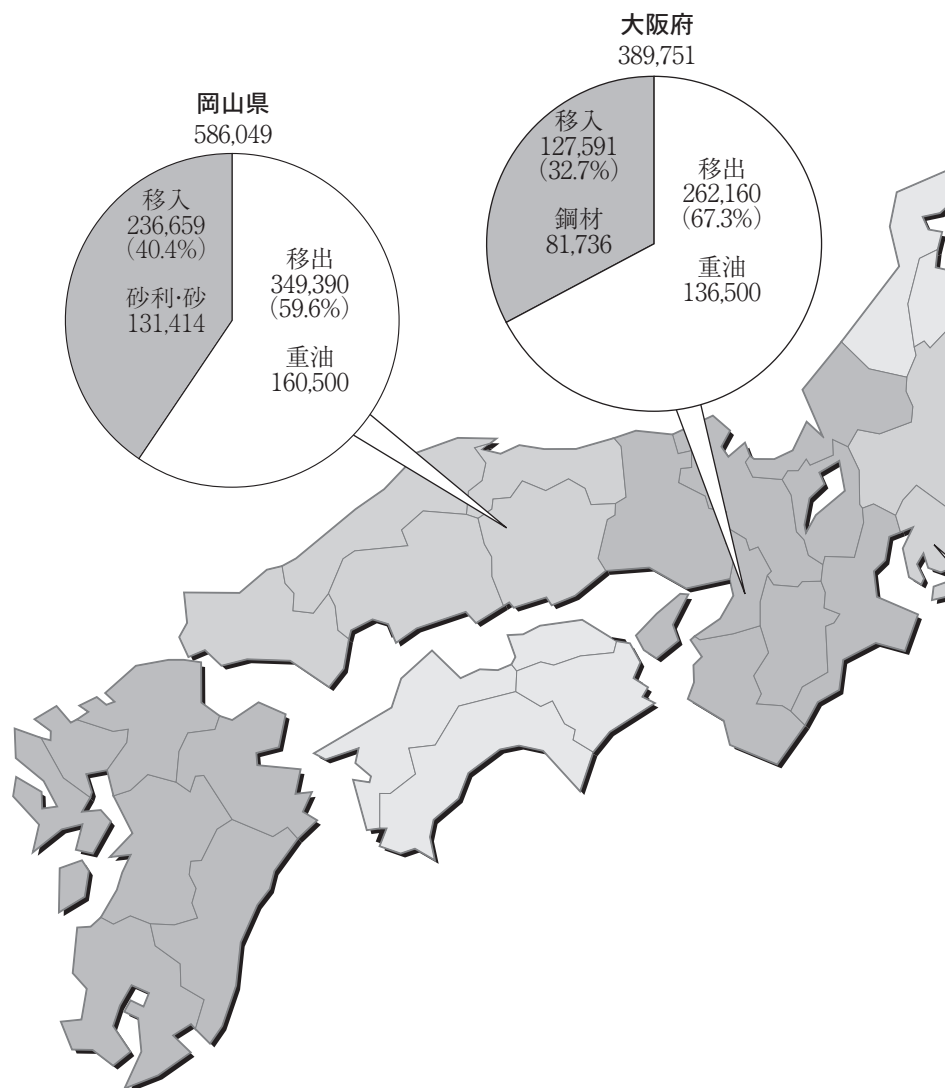 岡山県
586,049
移入
236,659
(40.4%)
砂利・砂
131,414
移出
349,390
(59.6%)
重油
160,500
大阪府
389,751
移入
127,591
(32.7%)
鋼材
81,736
移出
262,160
(67.3%)
重油
136,500